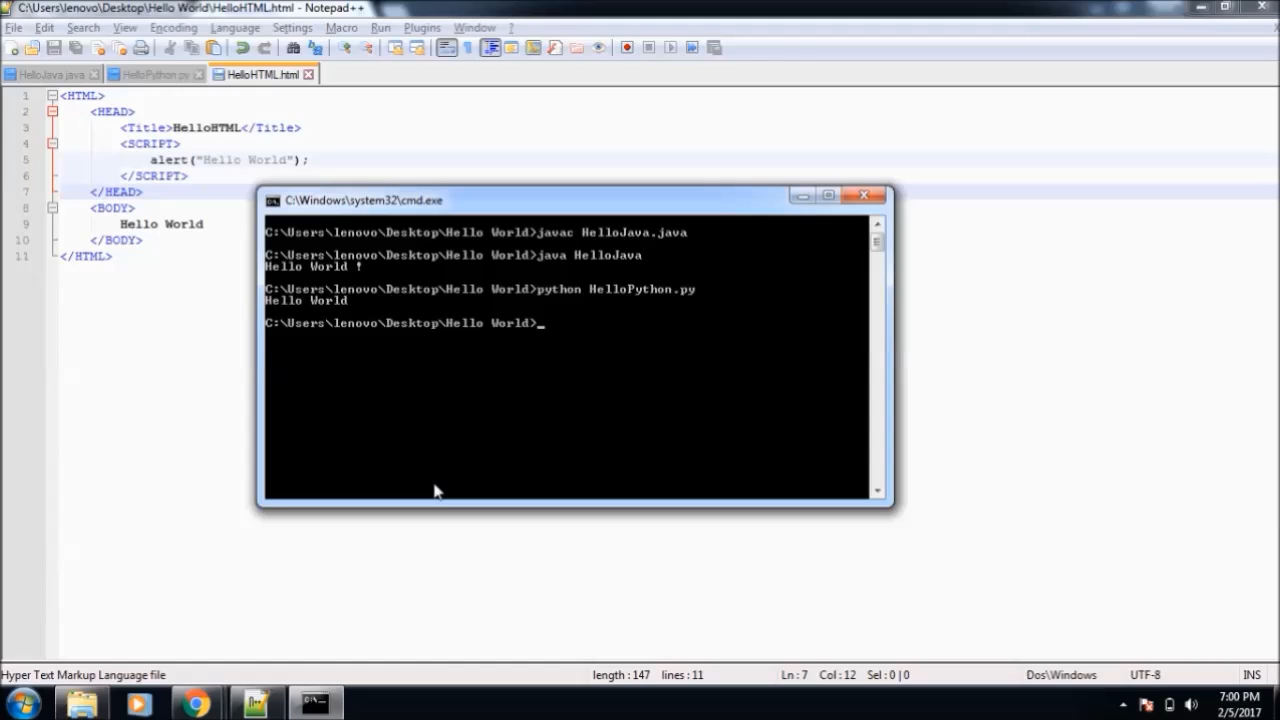 C:\Users\lenovo\Desktop\Hello World\HelloHTML.html - Notepad++
File Edit Search View Encoding Language Settings Macro Run Plugins Window ?
HelloJava.java HelloPython.py HelloHTML.html
1 <HTML>
2 <HEAD>
3 <Title>HelloHTML</Title>
4 <SCRIPT>
5 alert("Hello World");
6 </SCRIPT>
7 </HEAD>
8 <BODY>
9 Hello World
10 </BODY>
11 </HTML>
C:\Windows\system32\cmd.exe
C:\Users\lenovo\Desktop\Hello World>javac HelloJava.java
C:\Users\lenovo\Desktop\Hello World>java HelloJava
Hello World !
C:\Users\lenovo\Desktop\Hello World>python HelloPython.py
Hello World
C:\Users\lenovo\Desktop\Hello World>_
Hyper Text Markup Language file length : 147 lines : 11 Ln : 7 Col : 12 Sel : 0 | 0 Dos\Windows UTF-8 INS
7:00 PM
2/5/2017